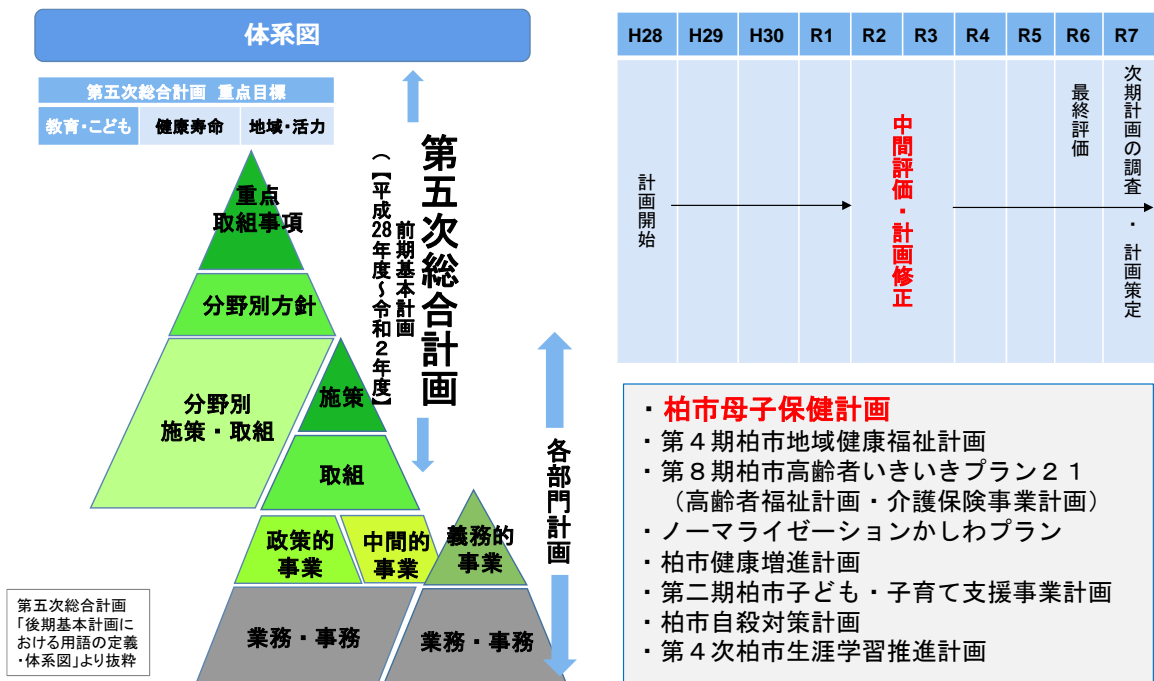 体系図
第五次総合計画 重点目標
教育・こども 健康寿命 地域・活力
重点
取組事項
分野別方針
分野別
施策・取組
施策
取組
政策的
事業
中間的
事業
義務的
事業
業務・事務
業務・事務
第五次総合計画
前期基本計画
(【平成28年度~令和2年度】)
各部門計画
第五次総合計画
「後期基本計画に
おける用語の定義
・体系図」より抜粋
H28 H29 H30 R1 R2 R3 R4 R5 R6 R7
計画開始
中間評価・計画修正
最終評価
次期計画の調査・計画策定
・柏市母子保健計画
・第4期柏市地域健康福祉計画
・第8期柏市高齢者いきいきプラン21
(高齢者福祉計画・介護保険事業計画)
・ノーマライゼーションかしわプラン
・柏市健康増進計画
・第二期柏市子ども・子育て支援事業計画
・柏市自殺対策計画
・第4次柏市生涯学習推進計画